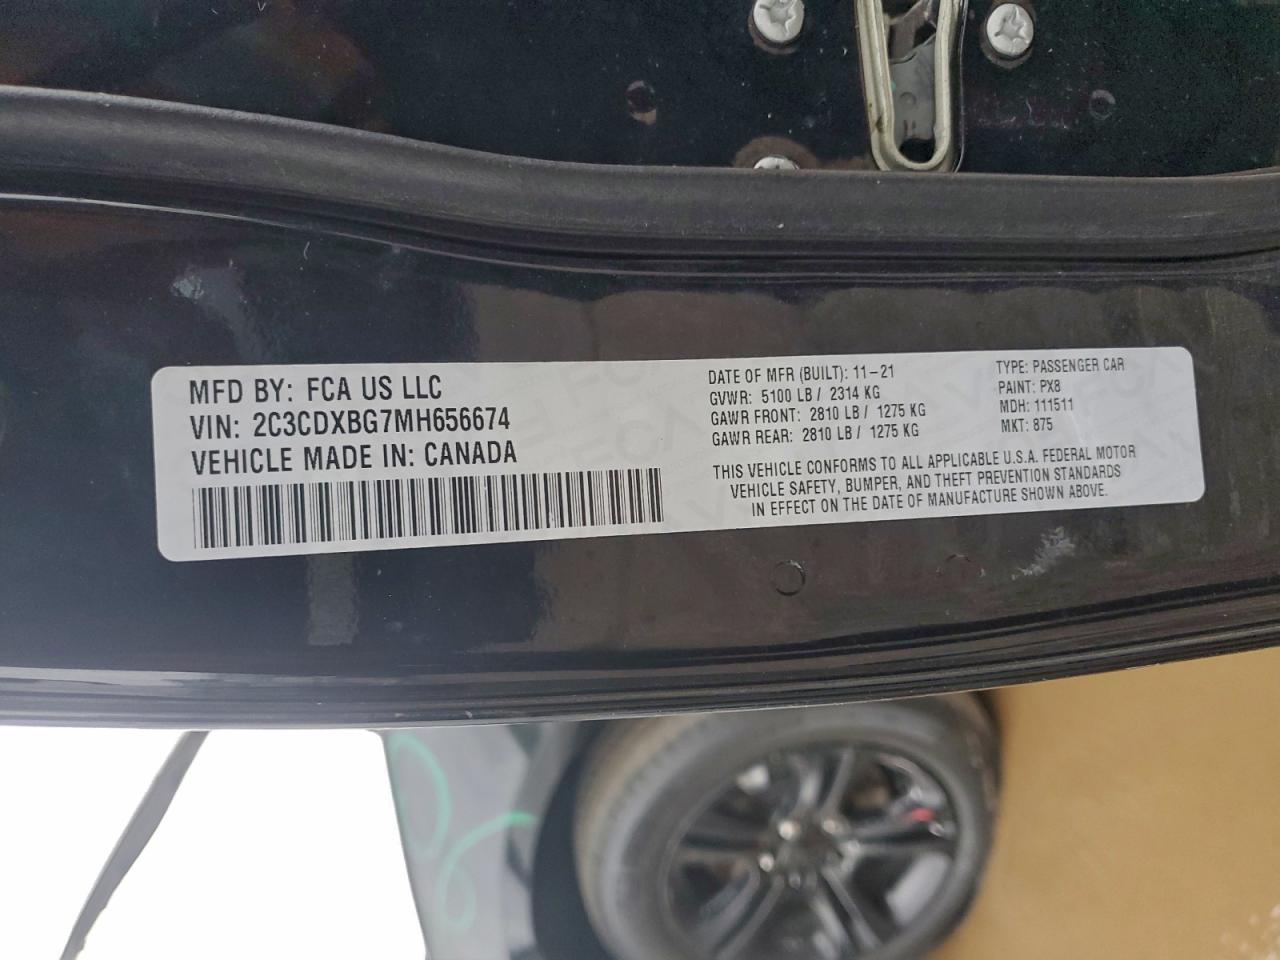 MFD BY: FCA US LLC
VIN: 2C3CDXBG7MH656674
VEHICLE MADE IN: CANADA
DATE OF MFR (BUILT): 11-21
GVWR: 5100 LB / 2314 KG
GAWR FRONT: 2810 LB / 1275 KG
GAWR REAR: 2810 LB / 1275 KG
TYPE: PASSENGER CAR
PAINT: PX8
MDH: 111511
MKT: 875
THIS VEHICLE CONFORMS TO ALL APPLICABLE U.S.A. FEDERAL MOTOR
VEHICLE SAFETY, BUMPER, AND THEFT PREVENTION STANDARDS
IN EFFECT ON THE DATE OF MANUFACTURE SHOWN ABOVE.